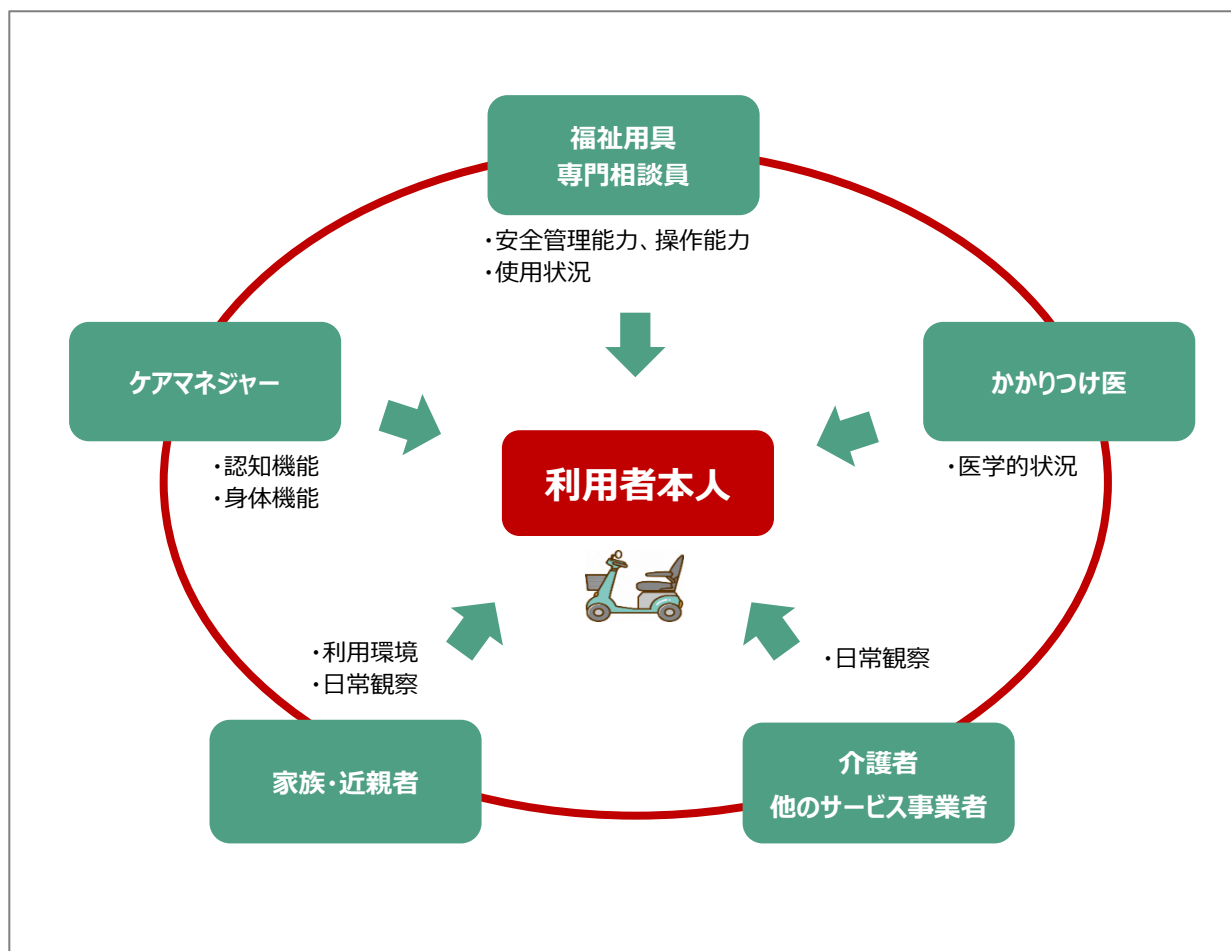 福祉用具
専門相談員
・安全管理能力、操作能力
・使用状況
ケアマネジャー
・認知機能
・身体機能
かかりつけ医
・医学的状況
利用者本人
・利用環境
・日常観察
家族・近親者
・日常観察
介護者
他のサービス事業者